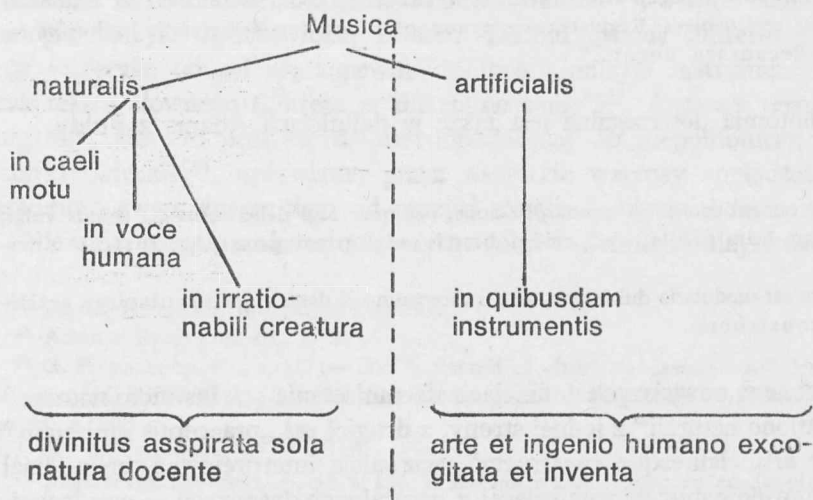 Musica
naturalis
artificialis
in caeli
motu
in voce
humana
in irratio-
nabili creatura
in quibusdam
instrumentis
divinitus asspirata sola
natura docente
arte et ingenio humano exco-
gitata et inventa